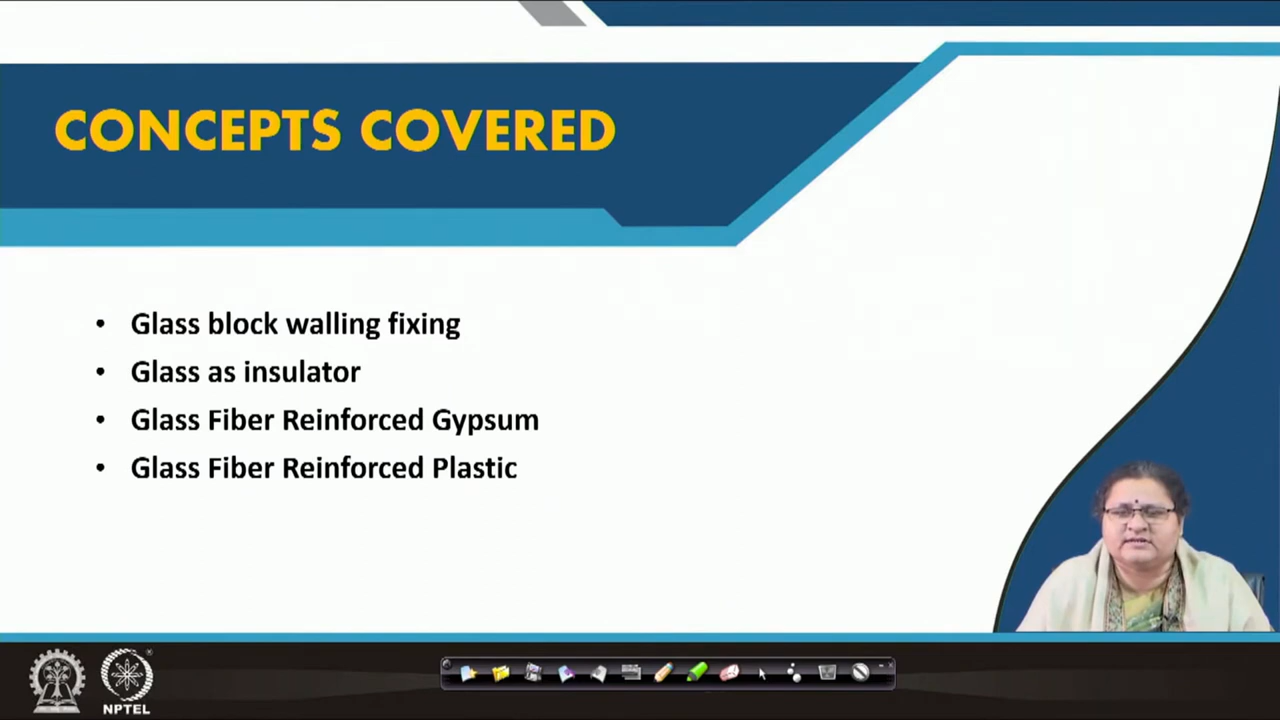 CONCEPTS COVERED
• Glass block walling fixing
• Glass as insulator
• Glass Fiber Reinforced Gypsum
• Glass Fiber Reinforced Plastic
NPTEL